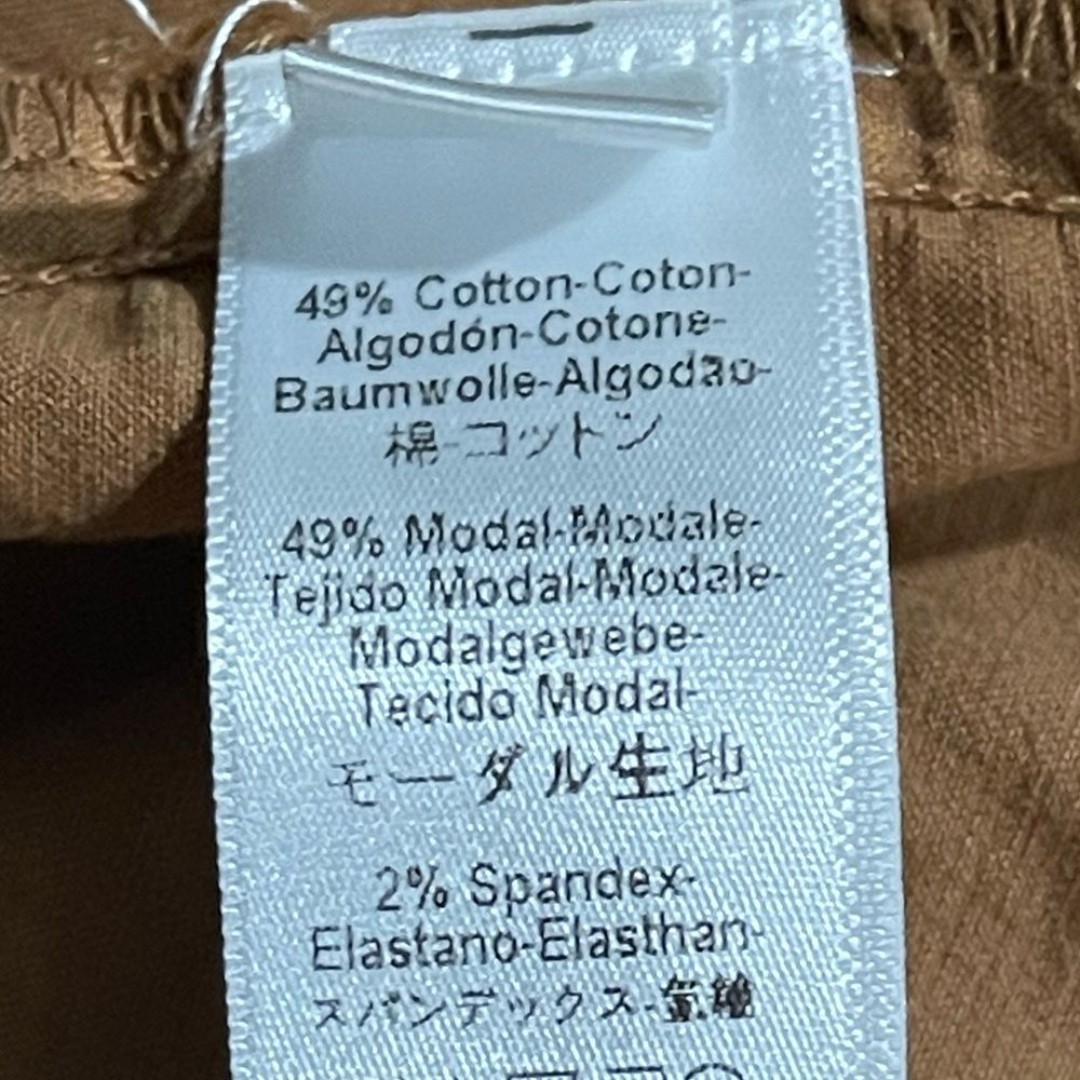 49% Cotton-Coton-
Algodón-Cotone-
Baumwolle-Algodão-
棉-コットン
49% Modal-Modale-
Tejido Modal-Modale-
Modalgewebe-
Tecido Modal-
モーダル生地
2% Spandex-
Elastano-Elasthan-
スパンデックス-氨纶